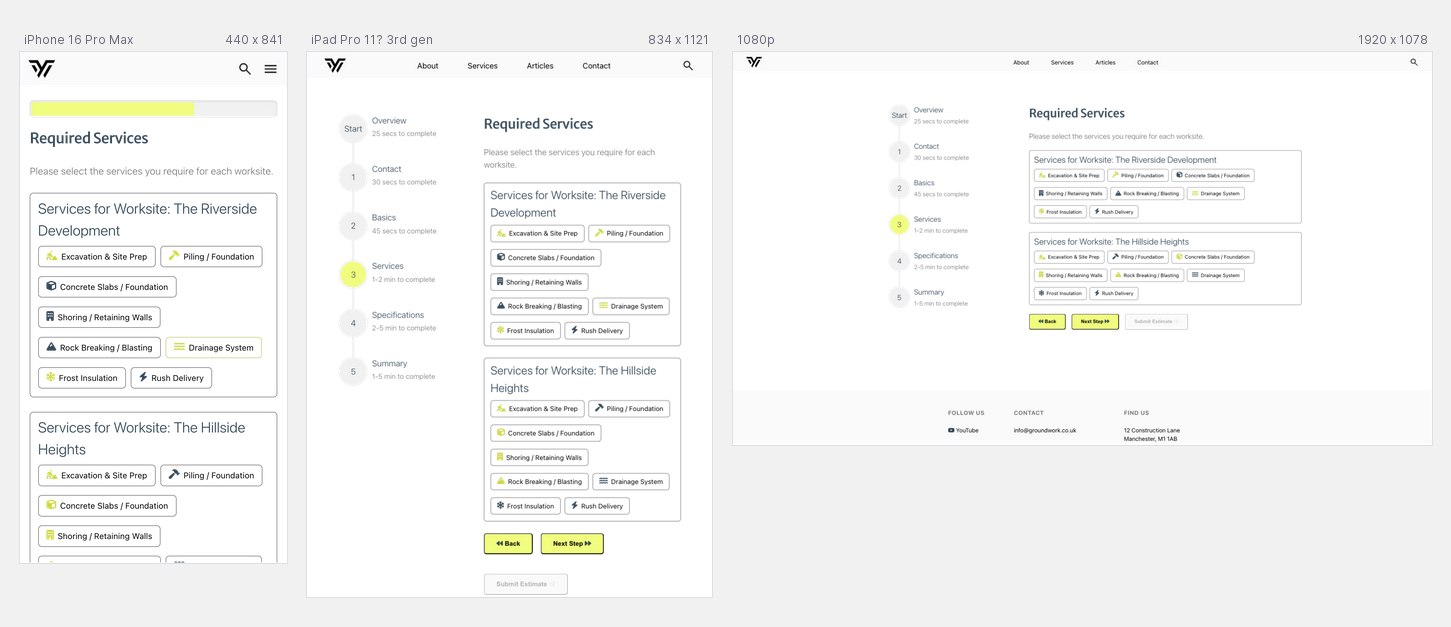 iPhone 16 Pro Max 440 x 841
Required Services
Please select the services you require for each worksite.
Services for Worksite: The Riverside
Development
Excavation & Site Prep
Piling / Foundation
Concrete Slabs / Foundation
Shoring / Retaining Walls
Rock Breaking / Blasting
Drainage System
Frost Insulation
Rush Delivery
Services for Worksite: The Hillside
Heights
Excavation & Site Prep
Piling / Foundation
Concrete Slabs / Foundation
Shoring / Retaining Walls
iPad Pro 11? 3rd gen 834 x 1121
About
Services
Articles
Contact
Start
Overview
25 secs to complete
1
Contact
30 secs to complete
2
Basics
45 secs to complete
3
Services
1-2 min to complete
4
Specifications
2-5 min to complete
5
Summary
1-5 min to complete
Required Services
Please select the services you require for each
worksite.
Services for Worksite: The Riverside
Development
Excavation & Site Prep
Piling / Foundation
Concrete Slabs / Foundation
Shoring / Retaining Walls
Rock Breaking / Blasting
Drainage System
Frost Insulation
Rush Delivery
Services for Worksite: The Hillside
Heights
Excavation & Site Prep
Piling / Foundation
Concrete Slabs / Foundation
Shoring / Retaining Walls
Rock Breaking / Blasting
Drainage System
Frost Insulation
Rush Delivery
Back
Next Step
Submit Estimate
1080p 1920 x 1078
About
Services
Articles
Contact
Start
Overview
25 secs to complete
1
Contact
30 secs to complete
2
Basics
45 secs to complete
3
Services
1-2 min to complete
4
Specifications
2-5 min to complete
5
Summary
1-5 min to complete
Required Services
Please select the services you require for each worksite.
Services for Worksite: The Riverside Development
Excavation & Site Prep
Piling / Foundation
Concrete Slabs / Foundation
Shoring / Retaining Walls
Rock Breaking / Blasting
Drainage System
Frost Insulation
Rush Delivery
Services for Worksite: The Hillside Heights
Excavation & Site Prep
Piling / Foundation
Concrete Slabs / Foundation
Shoring / Retaining Walls
Rock Breaking / Blasting
Drainage System
Frost Insulation
Rush Delivery
Back
Next Step
Submit Estimate
FOLLOW US
YouTube
CONTACT
info@groundwork.co.uk
FIND US
12 Construction Lane
Manchester, M1 1AB